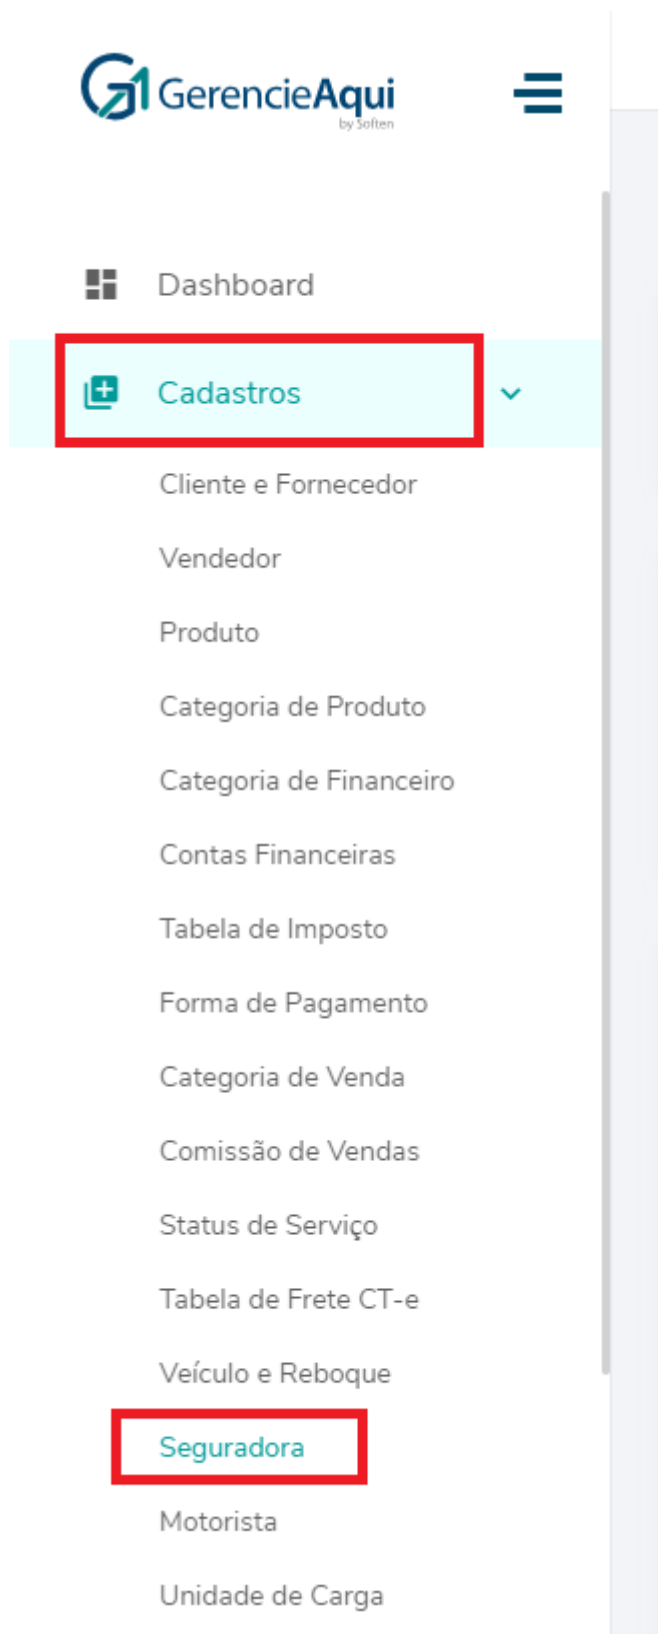 GerencieAqui
by Soften
Dashboard
Cadastros
Cliente e Fornecedor
Vendedor
Produto
Categoria de Produto
Categoria de Financeiro
Contas Financeiras
Tabela de Imposto
Forma de Pagamento
Categoria de Venda
Comissão de Vendas
Status de Serviço
Tabela de Frete CT-e
Veículo e Reboque
Seguradora
Motorista
Unidade de Carga